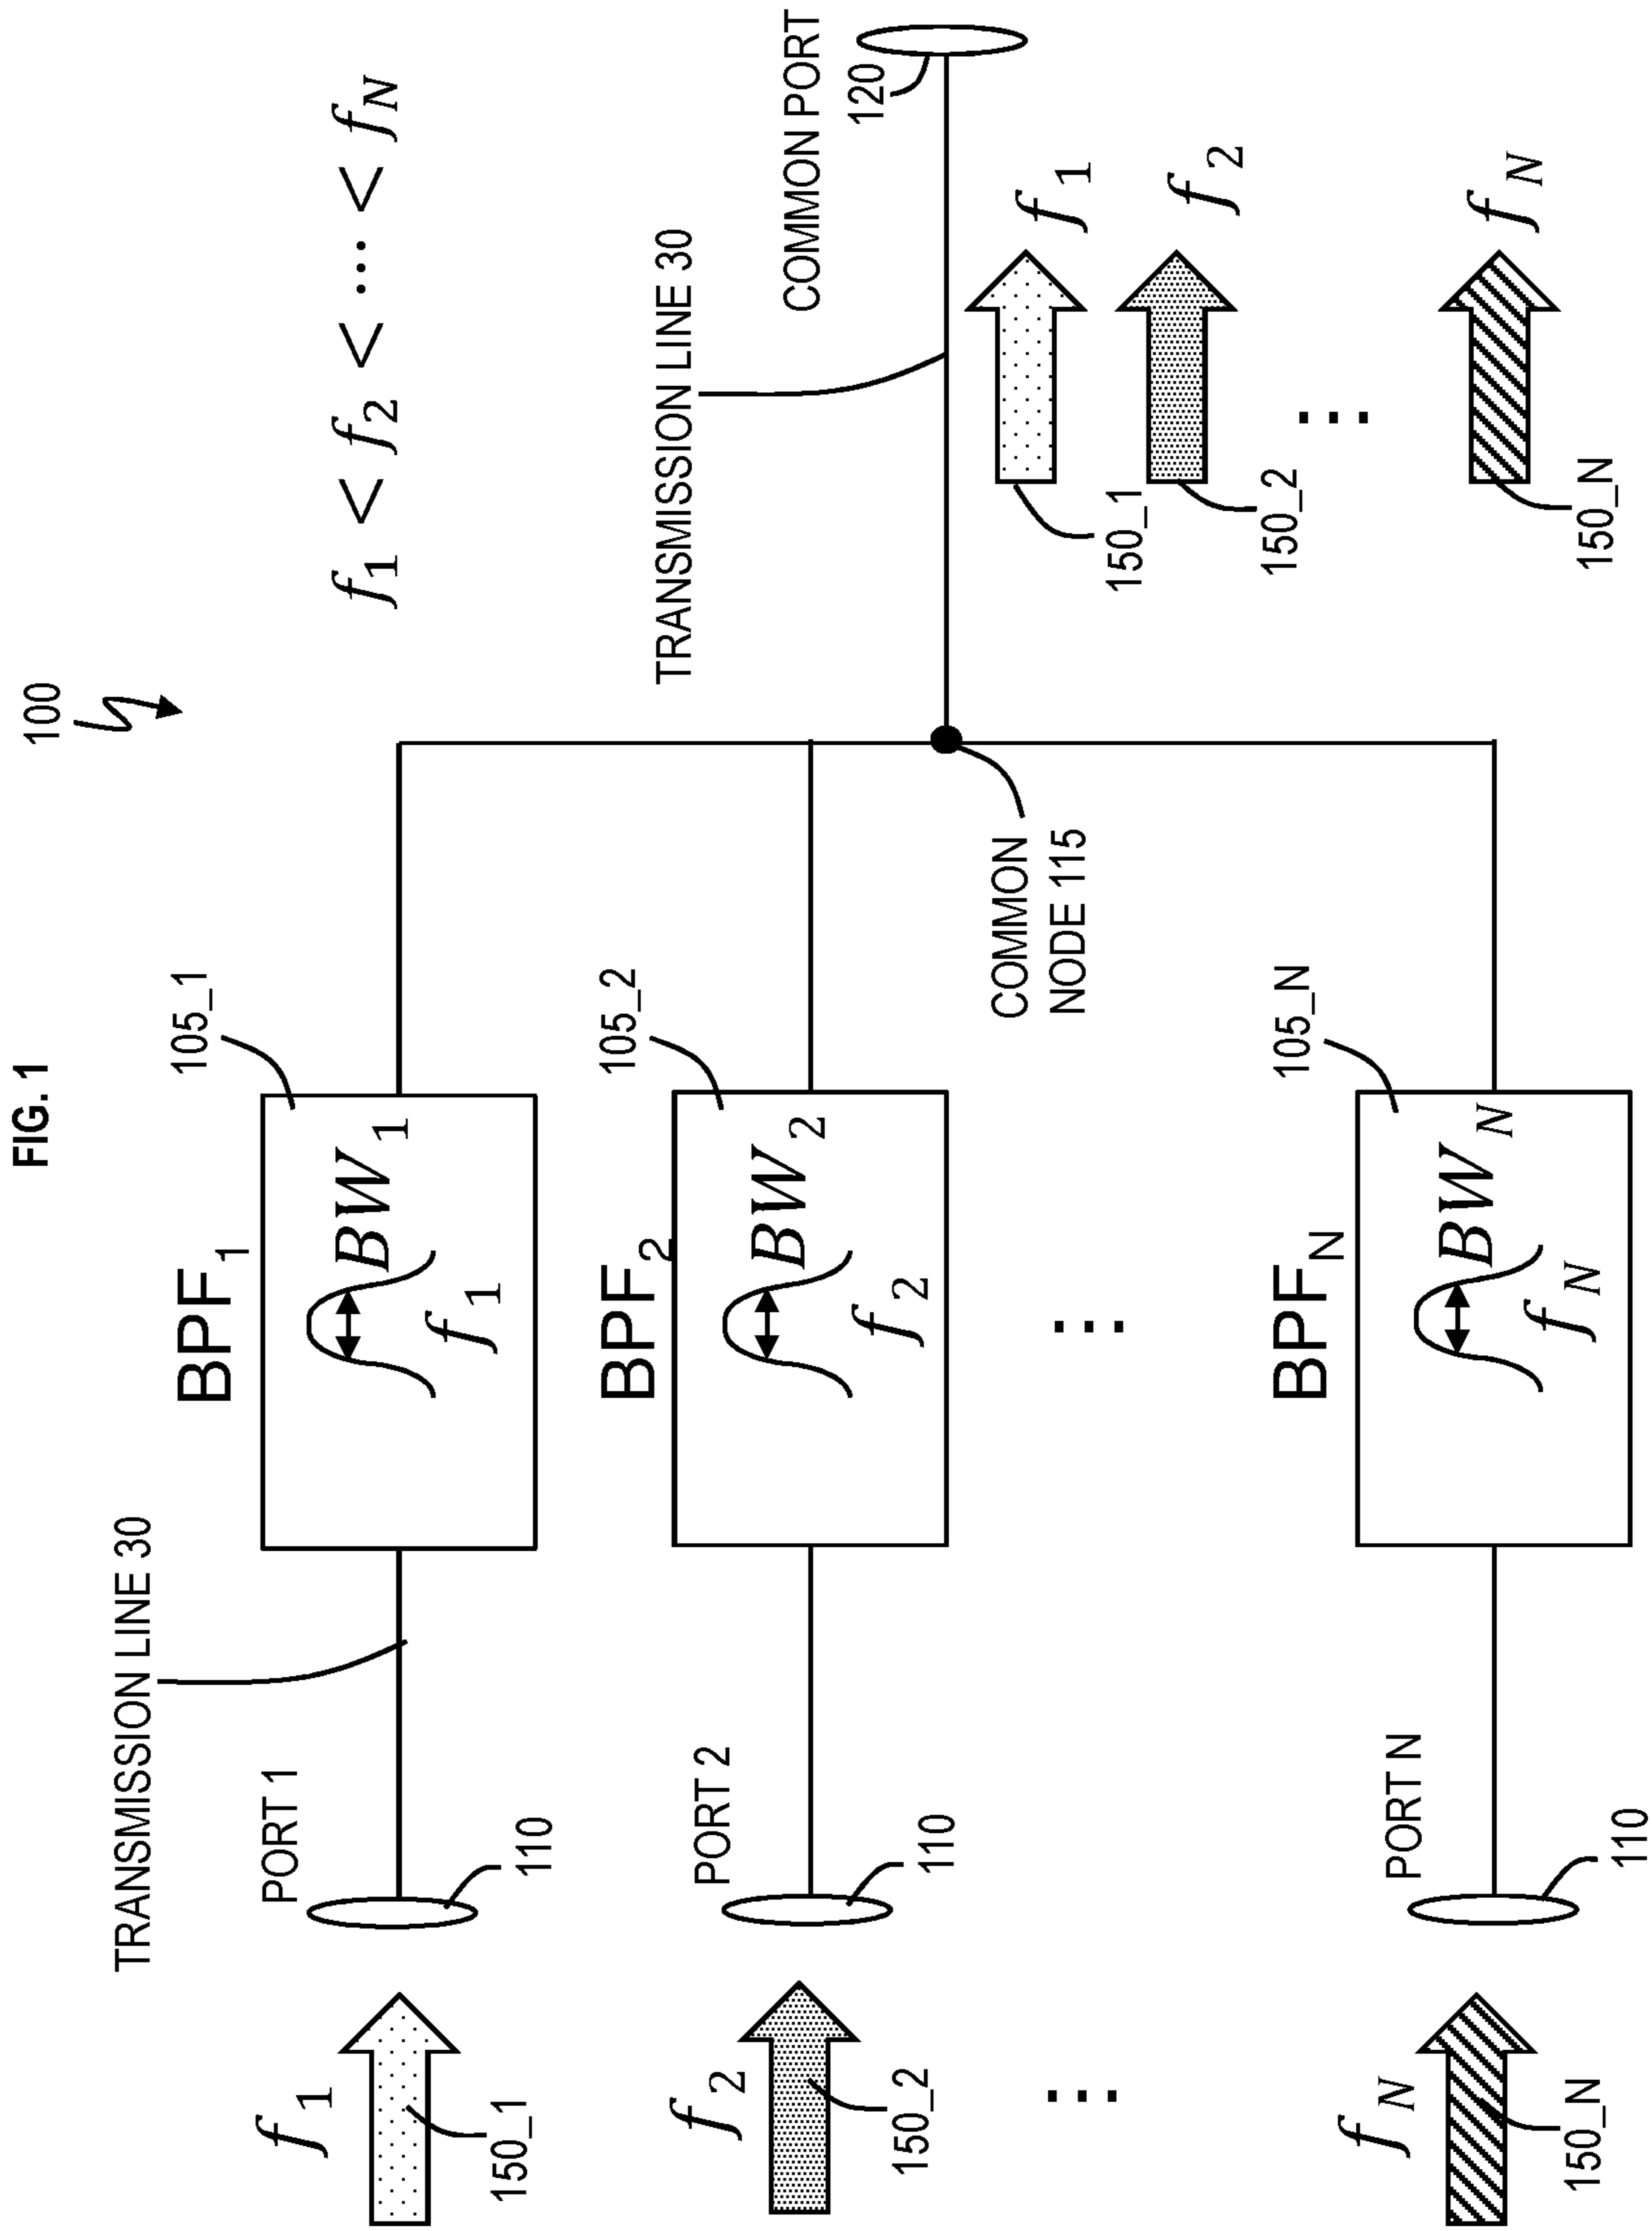 FIG. 1
100
f1 < f2 < ... < fN
TRANSMISSION LINE 30
BPF1
105_1
BW1
f1
PORT 1
110
f1
150_1
TRANSMISSION LINE 30
COMMON PORT
120
BPF2
105_2
BW2
f2
PORT 2
110
f2
150_2
COMMON
NODE 115
f1
150_1
f2
150_2
...
fN
150_N
...
...
BPFN
105_N
BWN
fN
PORT N
110
fN
150_N